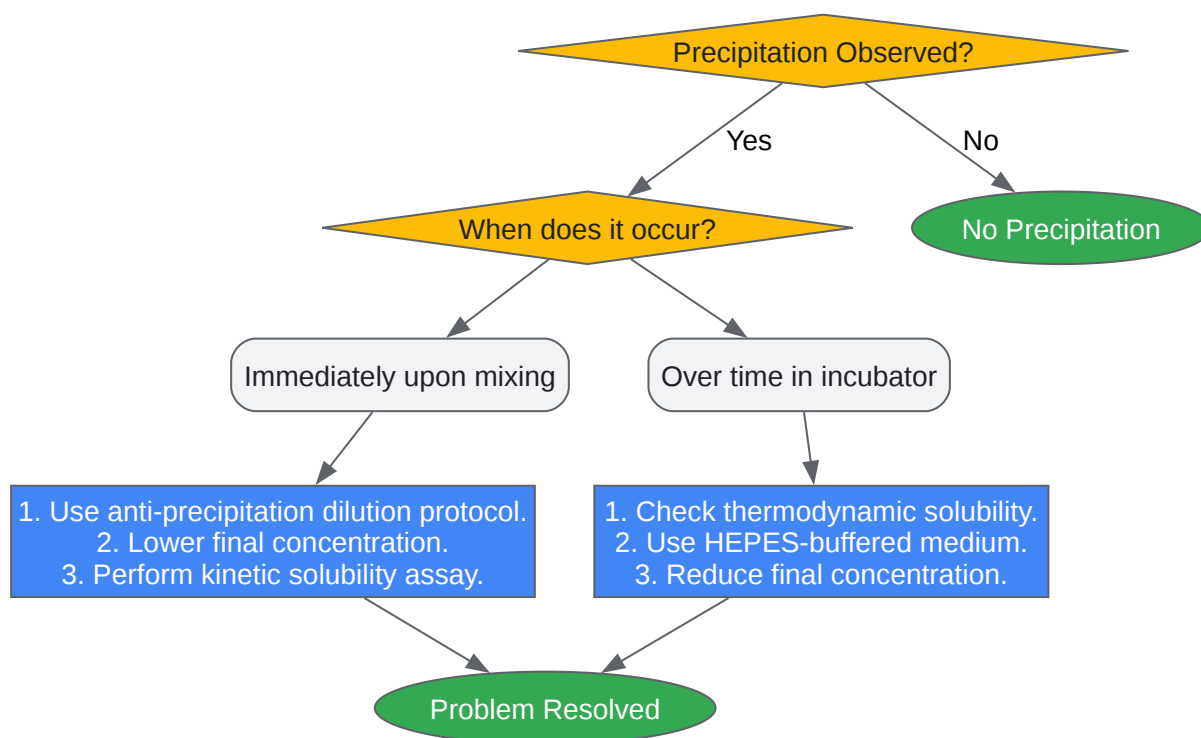 Precipitation Observed?
Yes
No
When does it occur?
No Precipitation
Immediately upon mixing
Over time in incubator
1. Use anti-precipitation dilution protocol.
2. Lower final concentration.
3. Perform kinetic solubility assay.
1. Check thermodynamic solubility.
2. Use HEPES-buffered medium.
3. Reduce final concentration.
Problem Resolved